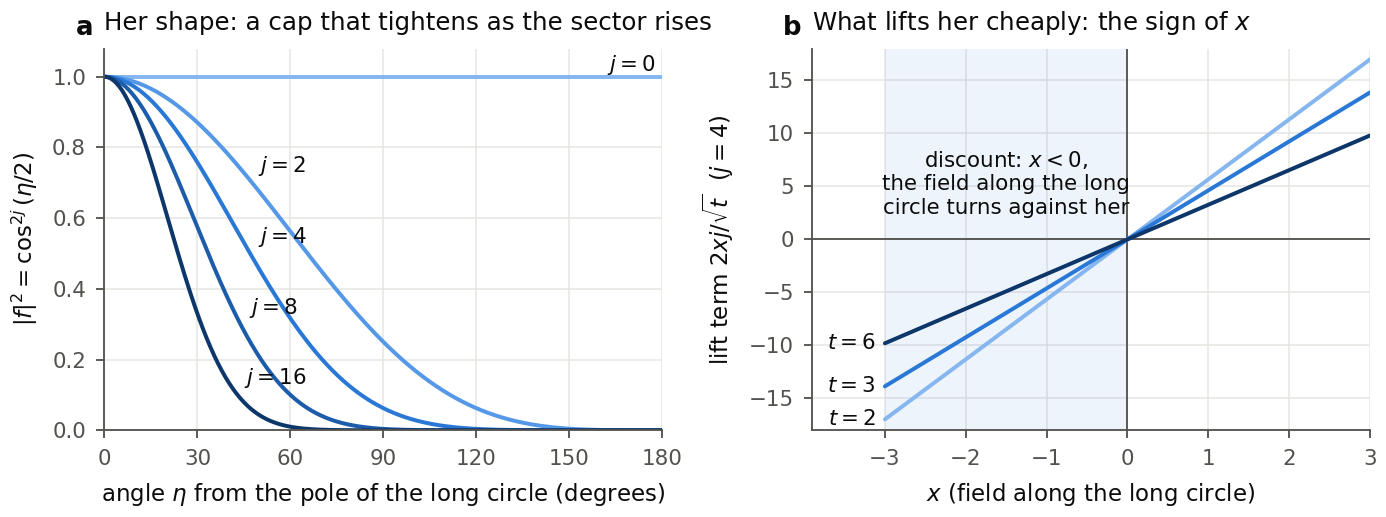 a Her shape: a cap that tightens as the sector rises
|f|² = cos²ʲ (η/2)
1.0
0.8
0.6
0.4
0.2
0.0
j = 0
j = 2
j = 4
j = 8
j = 16
0 30 60 90 120 150 180
angle η from the pole of the long circle (degrees)
b What lifts her cheaply: the sign of x
lift term 2xj/√t (j = 4)
15
10
5
0
−5
−10
−15
discount: x < 0,
the field along the long
circle turns against her
t = 6
t = 3
t = 2
−3 −2 −1 0 1 2 3
x (field along the long circle)